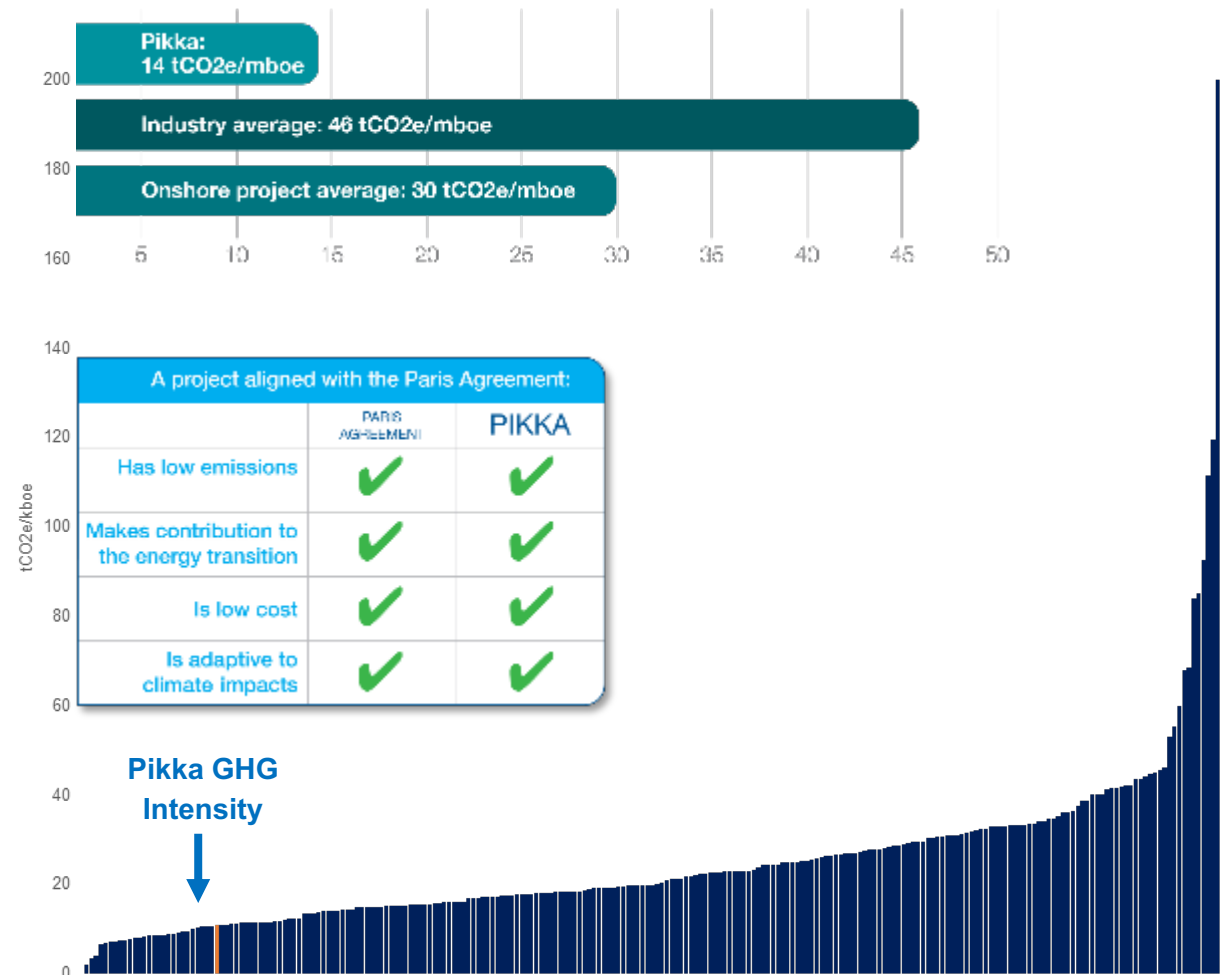 Pikka:
14 tCO2e/mboe
Industry average: 46 tCO2e/mboe
Onshore project average: 30 tCO2e/mboe
5 10 15 20 25 30 35 40 45 50
A project aligned with the Paris Agreement:
PARIS
AGREEMENT
PIKKA
Has low emissions
Makes contribution to
the energy transition
Is low cost
Is adaptive to
climate impacts
Pikka GHG
Intensity
tCO2e/kboe
200
180
160
140
120
100
80
60
40
20
0